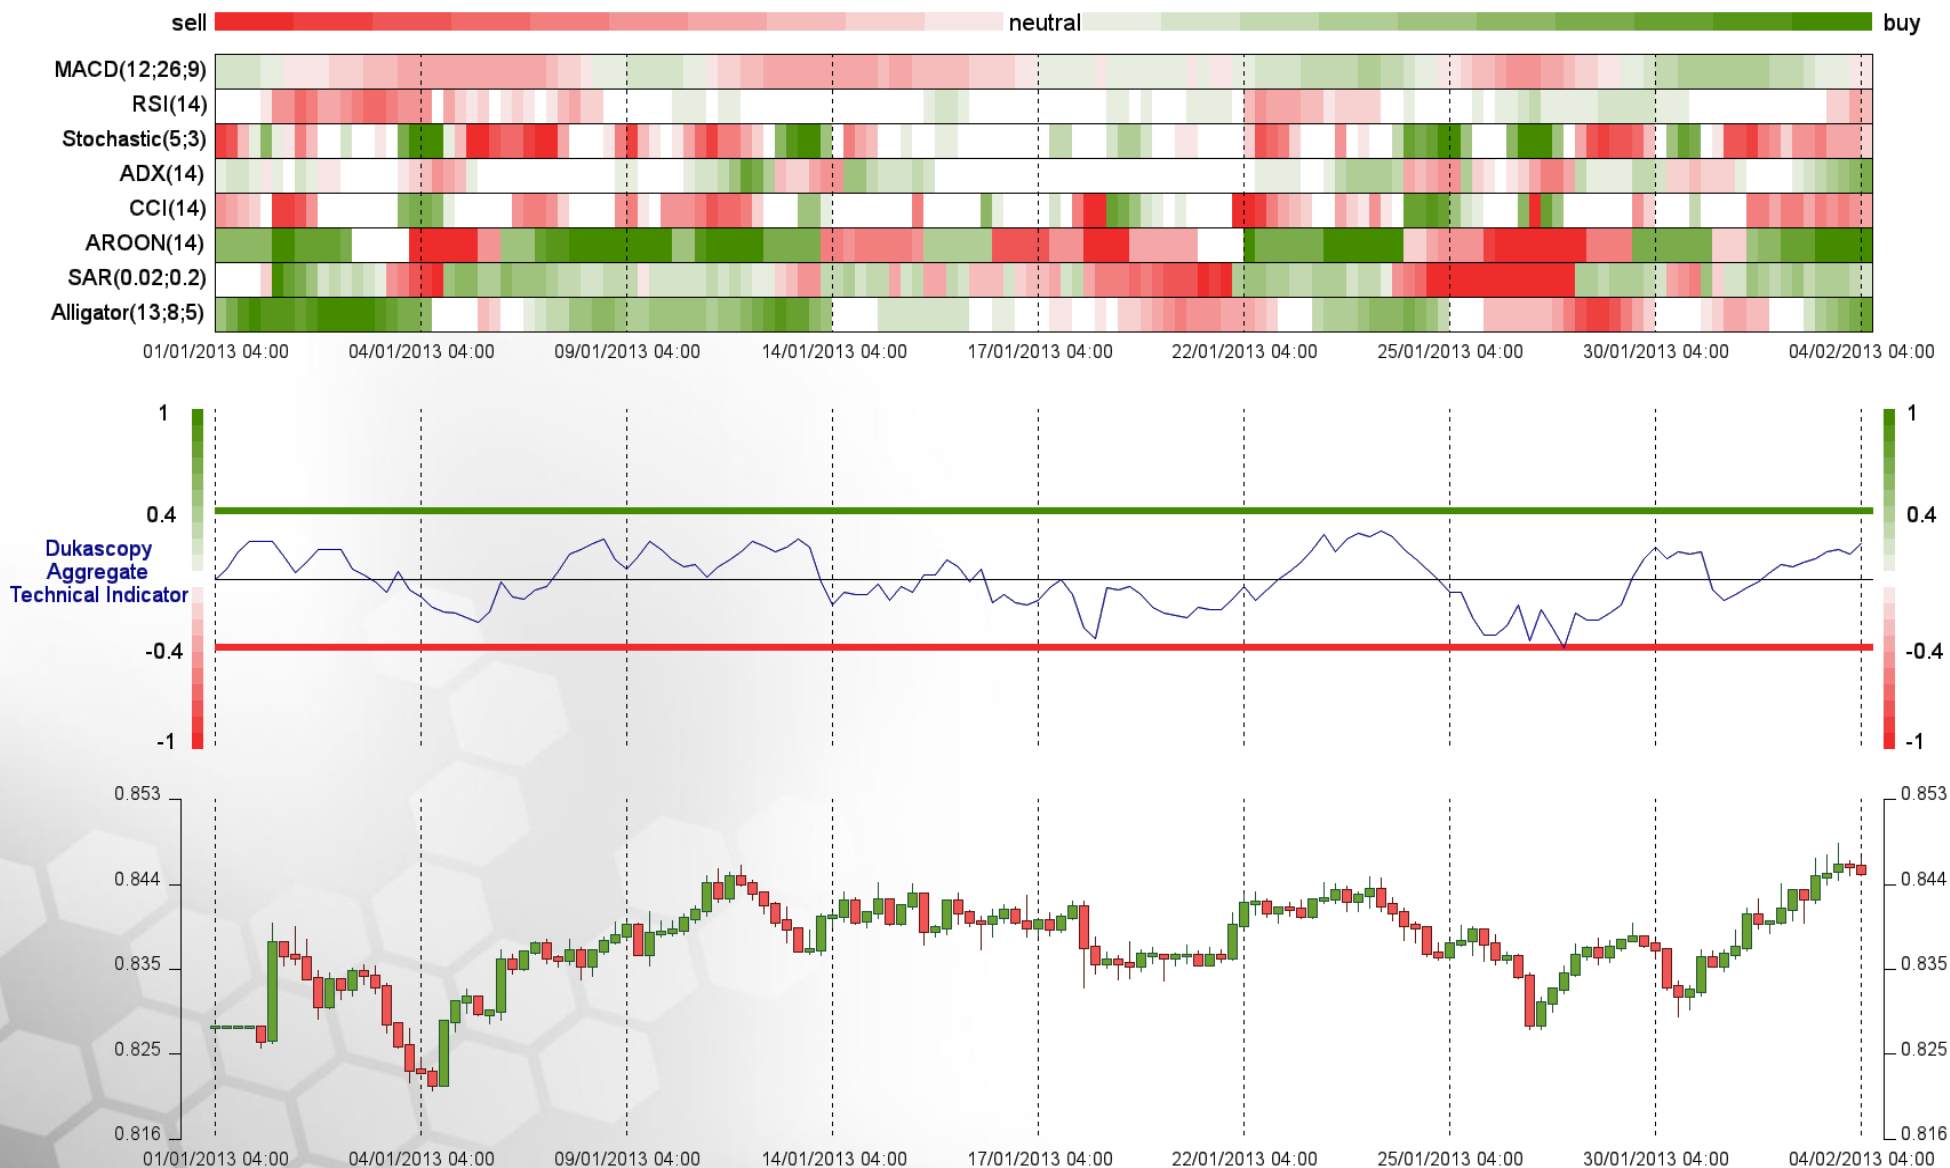 sell neutral buy
MACD(12;26;9)
RSI(14)
Stochastic(5;3)
ADX(14)
CCI(14)
AROON(14)
SAR(0.02;0.2)
Alligator(13;8;5)
01/01/2013 04:00 04/01/2013 04:00 09/01/2013 04:00 14/01/2013 04:00 17/01/2013 04:00 22/01/2013 04:00 25/01/2013 04:00 30/01/2013 04:00 04/02/2013 04:00
1 1
0.4 0.4
Dukascopy
Aggregate
Technical Indicator
-0.4 -0.4
-1 -1
0.853 0.853
0.844 0.844
0.835 0.835
0.825 0.825
0.816 0.816
01/01/2013 04:00 04/01/2013 04:00 09/01/2013 04:00 14/01/2013 04:00 17/01/2013 04:00 22/01/2013 04:00 25/01/2013 04:00 30/01/2013 04:00 04/02/2013 04:00